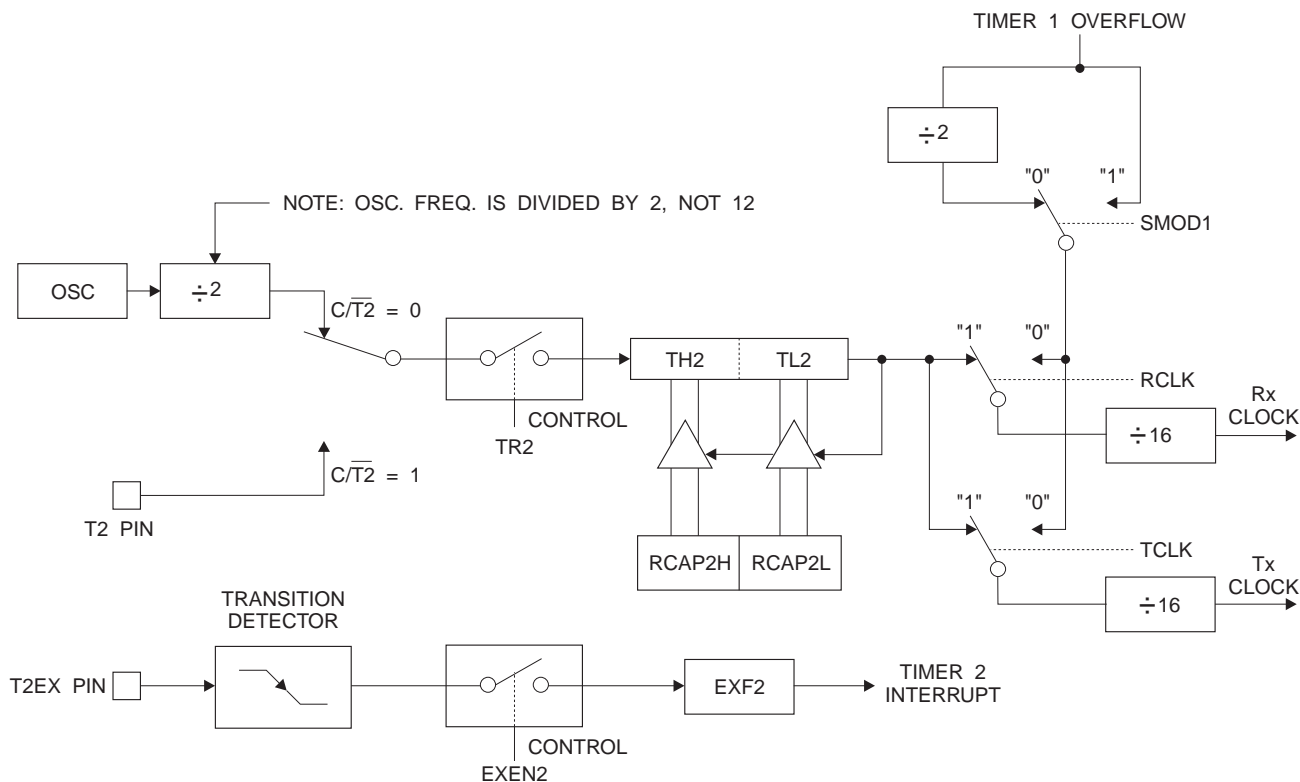 TIMER 1 OVERFLOW
÷2
"0"
"1"
NOTE: OSC. FREQ. IS DIVIDED BY 2, NOT 12
SMOD1
OSC
÷2
C/T̅2̅ = 0
TH2
TL2
"1"
"0"
RCLK
Rx
CLOCK
CONTROL
TR2
÷16
C/T̅2̅ = 1
T2 PIN
"1"
"0"
RCAP2H
RCAP2L
TCLK
Tx
CLOCK
÷16
TRANSITION
DETECTOR
T2EX PIN
EXF2
TIMER 2
INTERRUPT
CONTROL
EXEN2